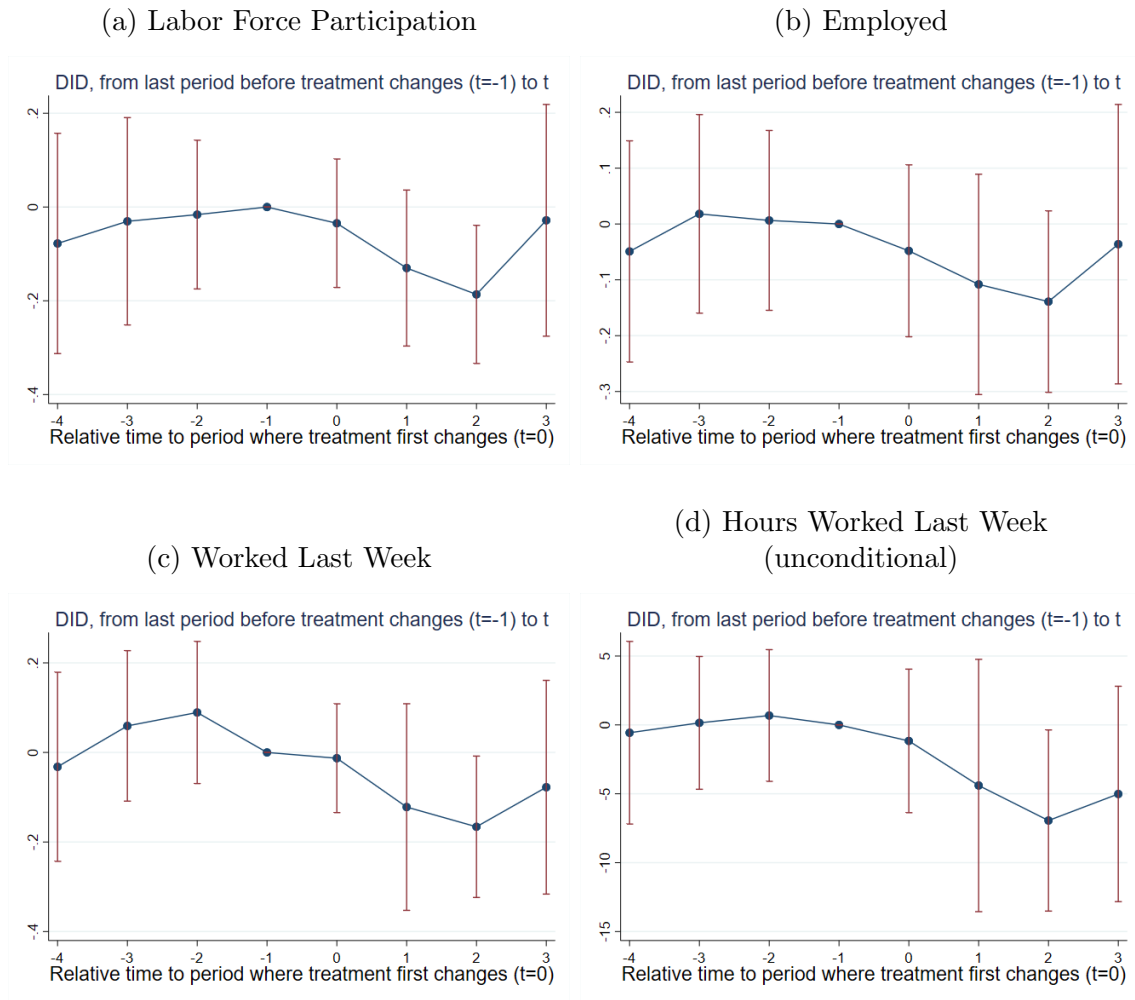 (a) Labor Force Participation
DID, from last period before treatment changes (t=-1) to t
.2
0
-.2
-.4
-4 -3 -2 -1 0 1 2 3
Relative time to period where treatment first changes (t=0)
(b) Employed
DID, from last period before treatment changes (t=-1) to t
.2
.1
0
-.1
-.2
-.3
-4 -3 -2 -1 0 1 2 3
Relative time to period where treatment first changes (t=0)
(c) Worked Last Week
DID, from last period before treatment changes (t=-1) to t
.2
0
-.2
-.4
-4 -3 -2 -1 0 1 2 3
Relative time to period where treatment first changes (t=0)
(d) Hours Worked Last Week
(unconditional)
DID, from last period before treatment changes (t=-1) to t
5
0
-5
-10
-15
-4 -3 -2 -1 0 1 2 3
Relative time to period where treatment first changes (t=0)